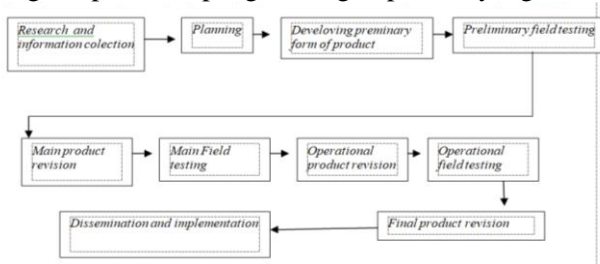 Research and
information colection
Planning
Develoving preminary
form of product
Preliminary field testing
Main product
revision
Main Field
testing
Operational
product revision
Operational
field testing
Dissemination and implementation
Final product revision